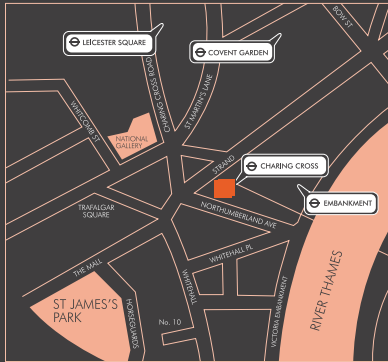 BOW ST
LEICESTER SQUARE
COVENT GARDEN
CHARING CROSS ROAD
ST MARTIN'S LANE
WHITCOMB ST
NATIONAL
GALLERY
STRAND
CHARING CROSS
EMBANKMENT
TRAFALGAR
SQUARE
NORTHUMBERLAND AVE
WHITEHALL PL
THE MALL
WHITEHALL
RIVER THAMES
ST JAMES'S
PARK
HORSEGUARDS
No. 10
VICTORIA EMBANKMENT